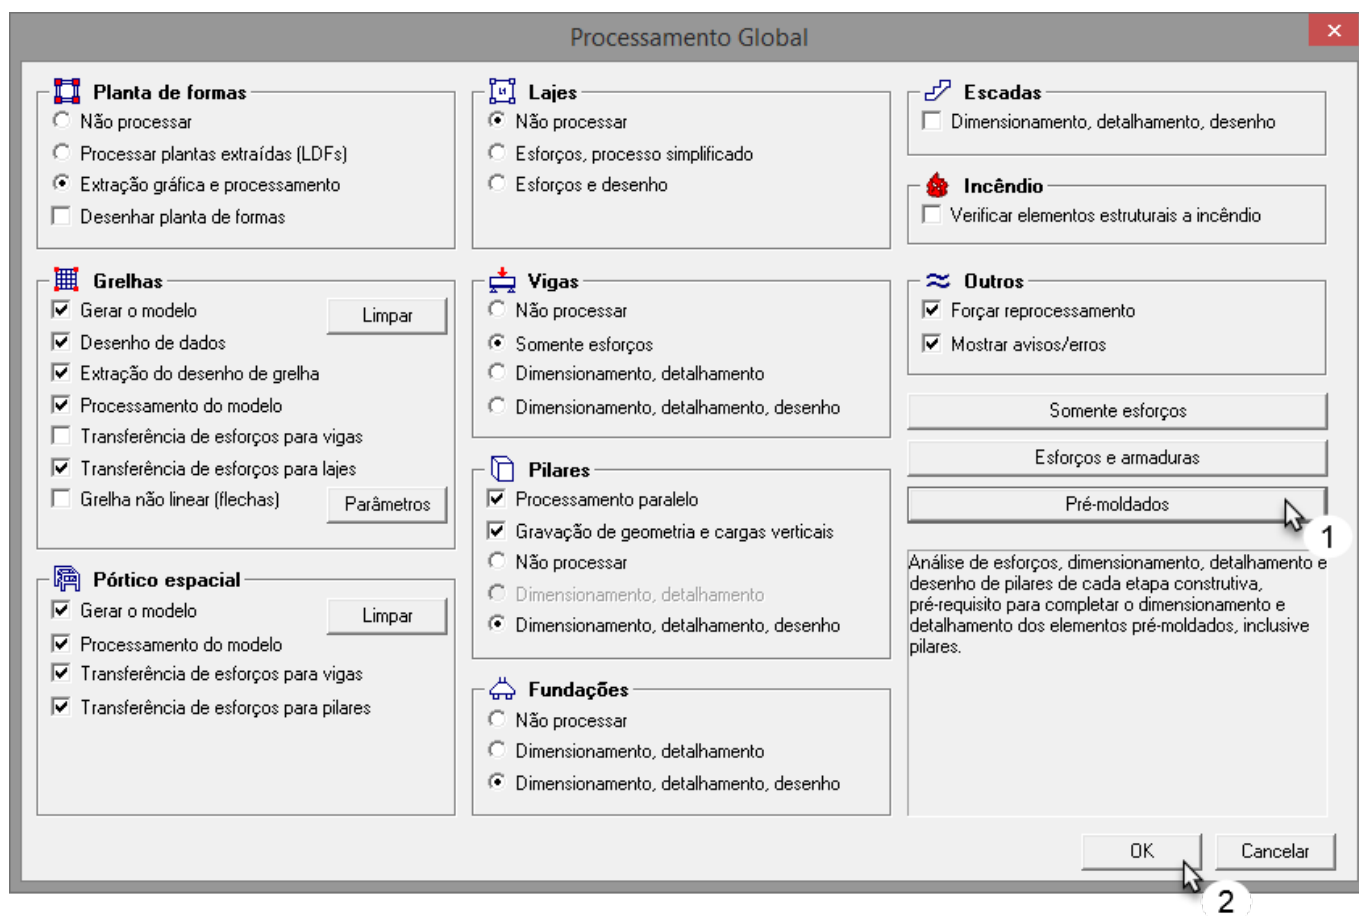 Processamento Global
Planta de formas
Não processar
Processar plantas extraídas (LDFs)
Extração gráfica e processamento
Desenhar planta de formas
Grelhas
Gerar o modelo
Limpar
Desenho de dados
Extração do desenho de grelha
Processamento do modelo
Transferência de esforços para vigas
Transferência de esforços para lajes
Grelha não linear (flechas)
Parâmetros
Pórtico espacial
Gerar o modelo
Limpar
Processamento do modelo
Transferência de esforços para vigas
Transferência de esforços para pilares
Lajes
Não processar
Esforços, processo simplificado
Esforços e desenho
Vigas
Não processar
Somente esforços
Dimensionamento, detalhamento
Dimensionamento, detalhamento, desenho
Pilares
Processamento paralelo
Gravação de geometria e cargas verticais
Não processar
Dimensionamento, detalhamento
Dimensionamento, detalhamento, desenho
Fundações
Não processar
Dimensionamento, detalhamento
Dimensionamento, detalhamento, desenho
Escadas
Dimensionamento, detalhamento, desenho
Incêndio
Verificar elementos estruturais a incêndio
Outros
Forçar reprocessamento
Mostrar avisos/erros
Somente esforços
Esforços e armaduras
Pré-moldados
1
Análise de esforços, dimensionamento, detalhamento e
desenho de pilares de cada etapa construtiva,
pré-requisito para completar o dimensionamento e
detalhamento dos elementos pré-moldados, inclusive
pilares.
OK
Cancelar
2